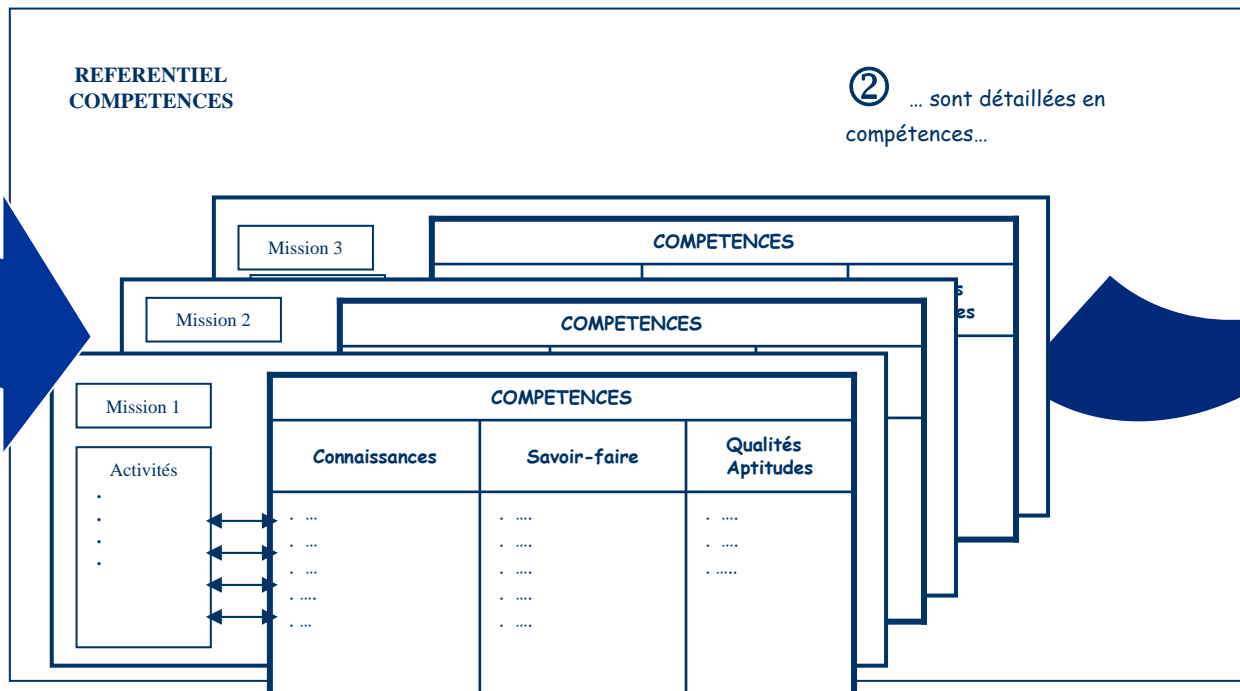 REFERENTIEL
COMPETENCES
② … sont détaillées en
compétences…
Mission 3
COMPETENCES
s
es
Mission 2
COMPETENCES
Mission 1
COMPETENCES
Activités
Connaissances
Savoir-faire
Qualités
Aptitudes
. … . …. . ….
. … . …. . ….
. … . …. . …..
. …. . ….
. … . ….